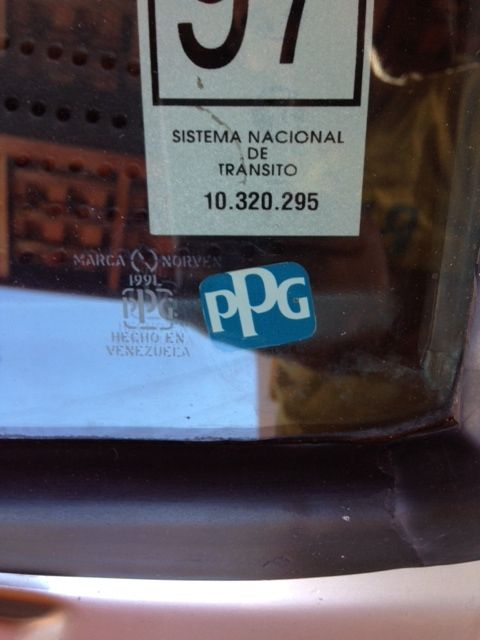 97
SISTEMA NACIONAL
DE
TRANSITO
10.320.295
MARCA NORVEN
1991
PPG
HECHO EN
VENEZUELA
PPG